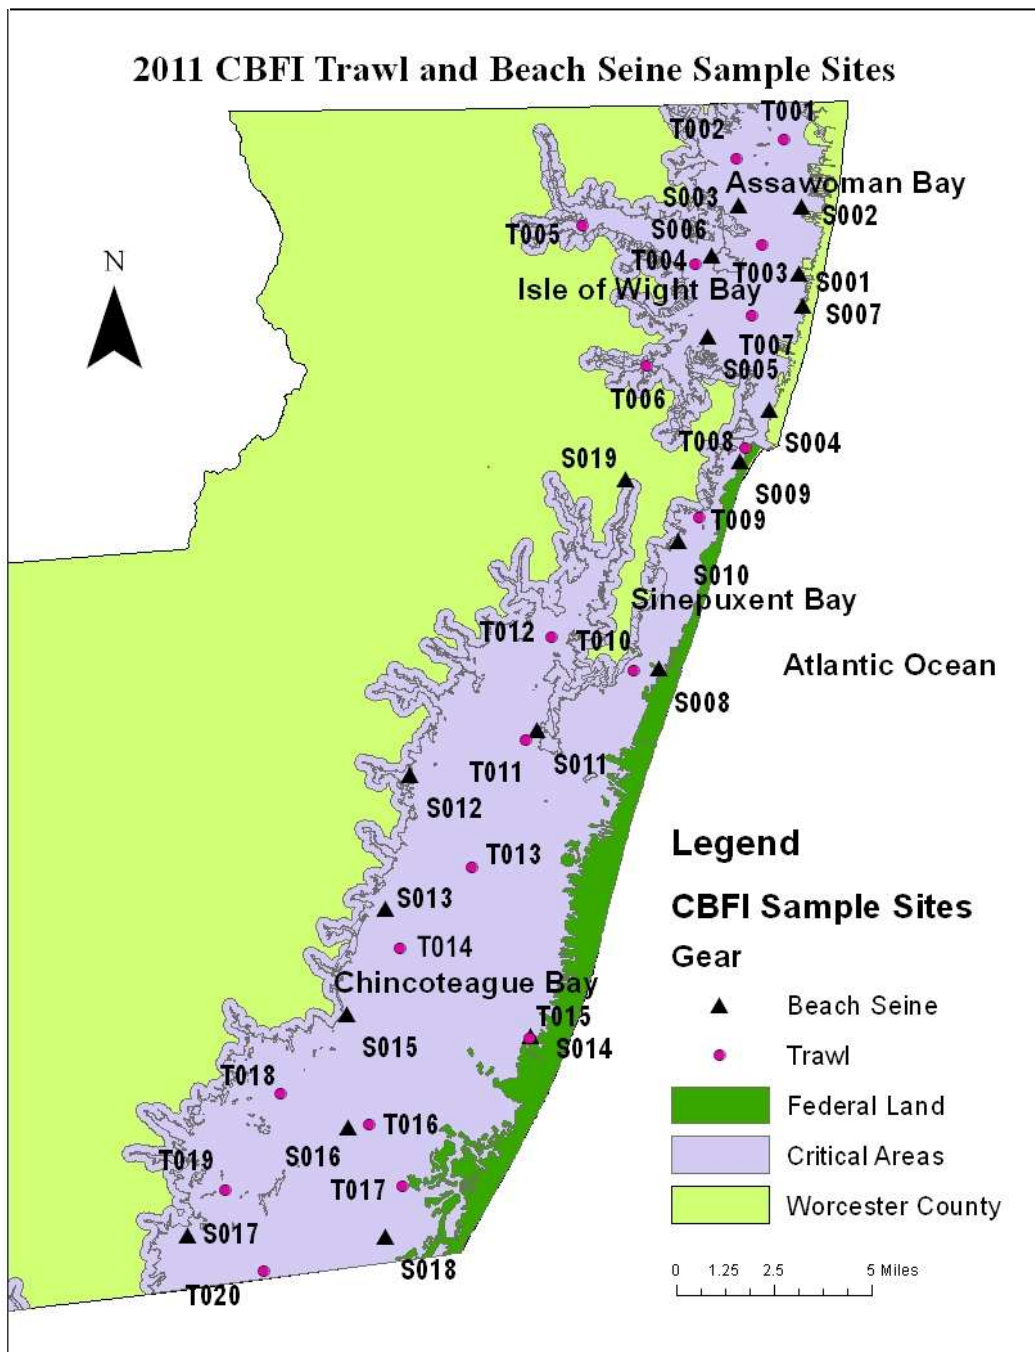 2011 CBFI Trawl and Beach Seine Sample Sites
T001
T002
Assawoman Bay
S003
S002
S006
T005
T004
T003
S001
Isle of Wight Bay
S007
T007
S005
T006
T008
S004
S019
S009
T009
S010
Sinepuxent Bay
T012
T010
Atlantic Ocean
S008
T011
S011
S012
T013
S013
T014
Chincoteague Bay
T015
S014
S015
T018
T016
S016
T019
T017
S017
S018
T020
N
Legend
CBFI Sample Sites
Gear
Beach Seine
Trawl
Federal Land
Critical Areas
Worcester County
0 1.25 2.5 5 Miles